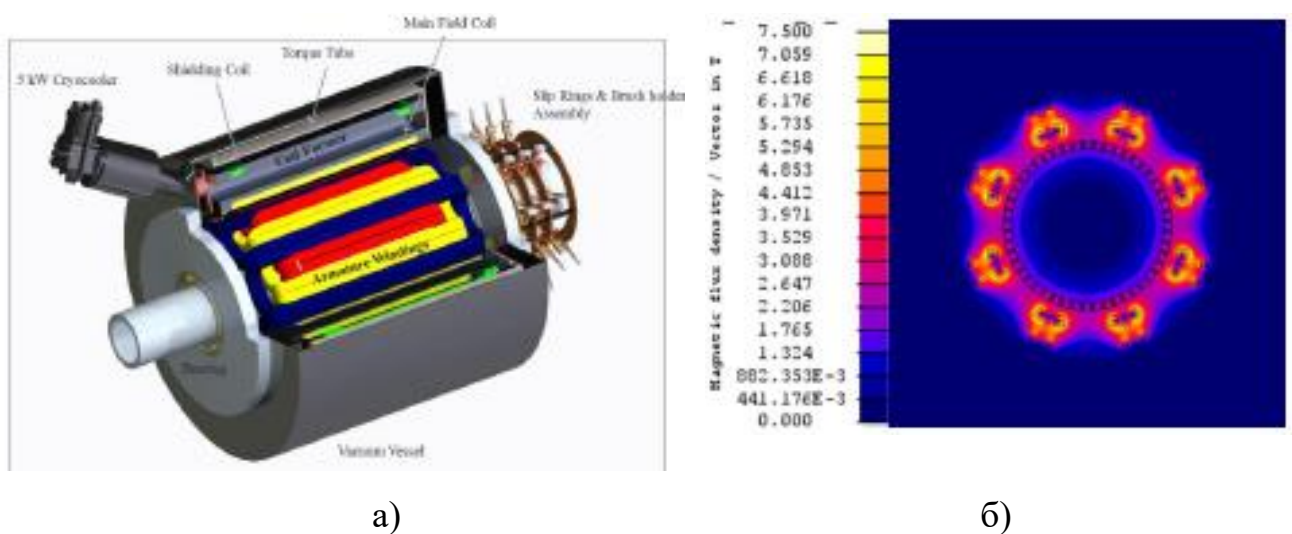 Main Field Coil
Torque Tube
Shielding Coil
5 kW Cryocooler
Slip Rings & Brush holder
Assembly
Coil Former
Armature Windings
Vacuum Vessel
Magnetic flux density / Vector in T
7.500
7.059
6.618
6.176
5.735
5.294
4.853
4.412
3.971
3.529
3.088
2.647
2.206
1.765
1.324
882.353E-3
441.176E-3
0.000
а)
б)